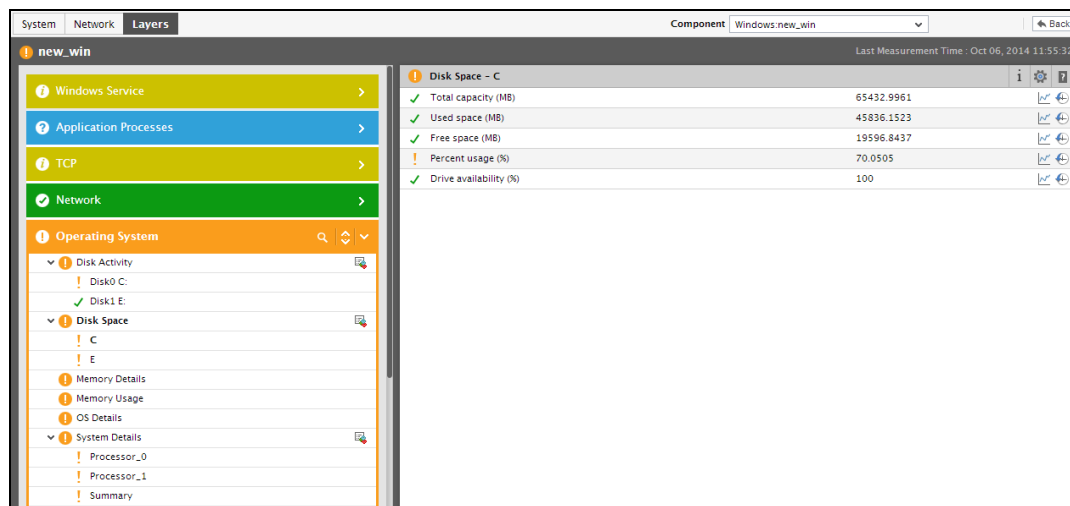 System Network Layers Component Windows:new_win Back
new_win Last Measurement Time : Oct 06, 2014 11:55:32
Windows Service
Application Processes
TCP
Network
Operating System
Disk Activity
Disk0 C:
Disk1 E:
Disk Space
C
E
Memory Details
Memory Usage
OS Details
System Details
Processor_0
Processor_1
Summary
Disk Space - C
Total capacity (MB) 65432.9961
Used space (MB) 45836.1523
Free space (MB) 19596.8437
Percent usage (%) 70.0505
Drive availability (%) 100